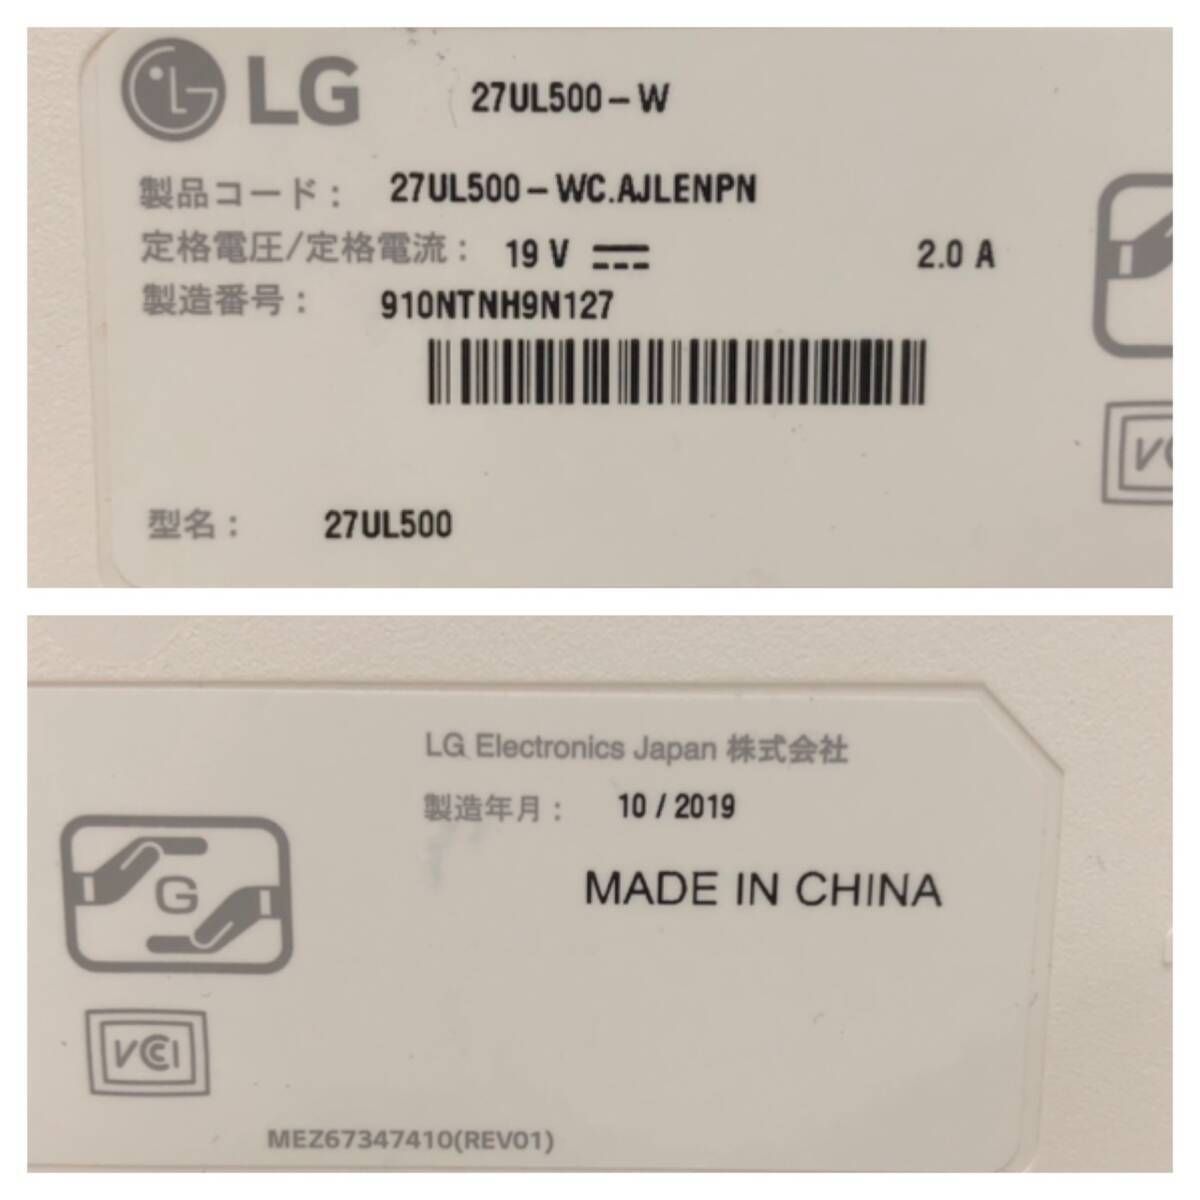 LG 27UL500-W
製品コード: 27UL500-WC.AJLENPN
定格電圧/定格電流: 19 V 2.0 A
製造番号: 910NTNH9N127
VC
型名: 27UL500
LG Electronics Japan 株式会社
製造年月: 10 / 2019
G
MADE IN CHINA
VCCI
MEZ67347410(REV01)